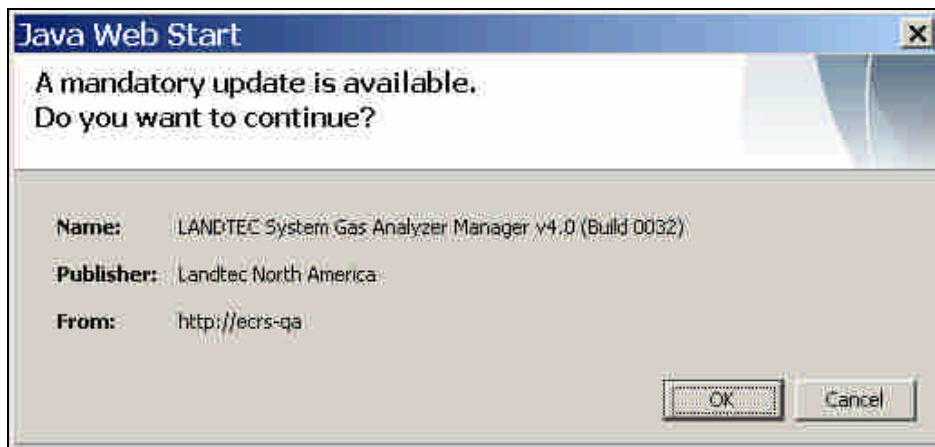 Java Web Start
A mandatory update is available.
Do you want to continue?
Name: LANDTEC System Gas Analyzer Manager v4.0 (Build 0032)
Publisher: Landtec North America
From: http://ecrs-qa
OK Cancel